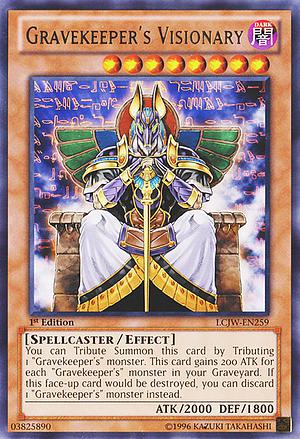 GRAVEKEEPER'S VISIONARY
DARK
闇
1st Edition
LCJW-EN259
[SPELLCASTER / EFFECT]
You can Tribute Summon this card by Tributing
1 "Gravekeeper's" monster. This card gains 200 ATK for
each "Gravekeeper's" monster in your Graveyard. If
this face-up card would be destroyed, you can discard
1 "Gravekeeper's" monster instead.
ATK/2000 DEF/1800
03825890
©1996 KAZUKI TAKAHASHI